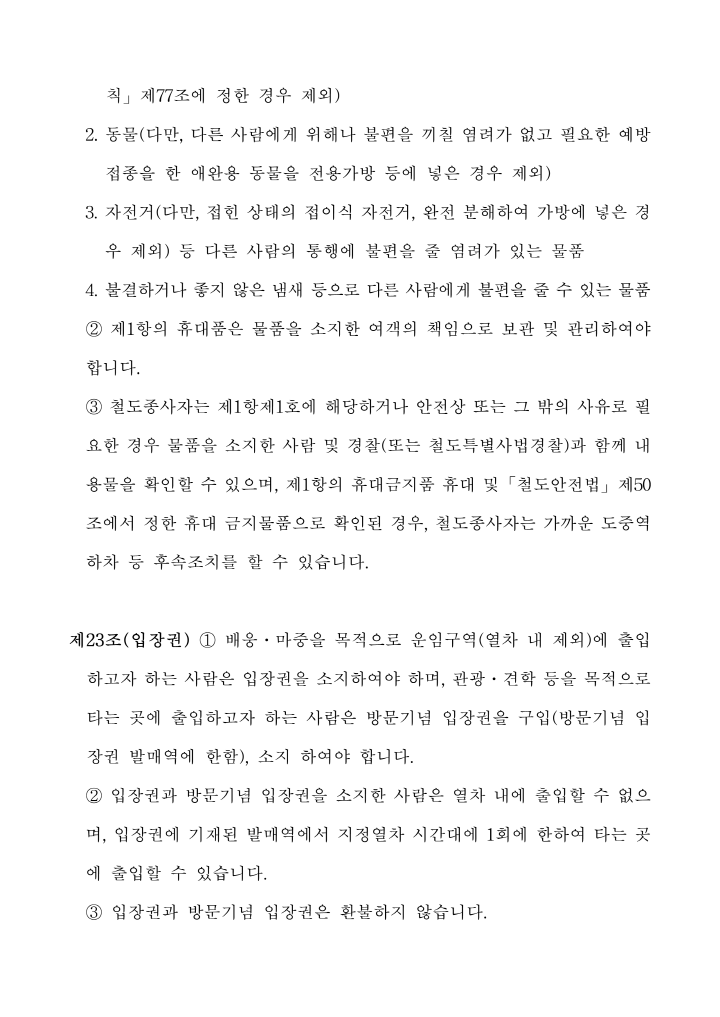 칙」제77조에 정한 경우 제외)
2. 동물(다만, 다른 사람에게 위해나 불편을 끼칠 염려가 없고 필요한 예방
접종을 한 애완용 동물을 전용가방 등에 넣은 경우 제외)
3. 자전거(다만, 접힌 상태의 접이식 자전거, 완전 분해하여 가방에 넣은 경
우 제외) 등 다른 사람의 통행에 불편을 줄 염려가 있는 물품
4. 불결하거나 좋지 않은 냄새 등으로 다른 사람에게 불편을 줄 수 있는 물품
② 제1항의 휴대품은 물품을 소지한 여객의 책임으로 보관 및 관리하여야
합니다.
③ 철도종사자는 제1항제1호에 해당하거나 안전상 또는 그 밖의 사유로 필
요한 경우 물품을 소지한 사람 및 경찰(또는 철도특별사법경찰)과 함께 내
용물을 확인할 수 있으며, 제1항의 휴대금지품 휴대 및「철도안전법」제50
조에서 정한 휴대 금지물품으로 확인된 경우, 철도종사자는 가까운 도중역
하차 등 후속조치를 할 수 있습니다.
제23조(입장권) ① 배웅·마중을 목적으로 운임구역(열차 내 제외)에 출입
하고자 하는 사람은 입장권을 소지하여야 하며, 관광·견학 등을 목적으로
타는 곳에 출입하고자 하는 사람은 방문기념 입장권을 구입(방문기념 입
장권 발매역에 한함), 소지 하여야 합니다.
② 입장권과 방문기념 입장권을 소지한 사람은 열차 내에 출입할 수 없으
며, 입장권에 기재된 발매역에서 지정열차 시간대에 1회에 한하여 타는 곳
에 출입할 수 있습니다.
③ 입장권과 방문기념 입장권은 환불하지 않습니다.